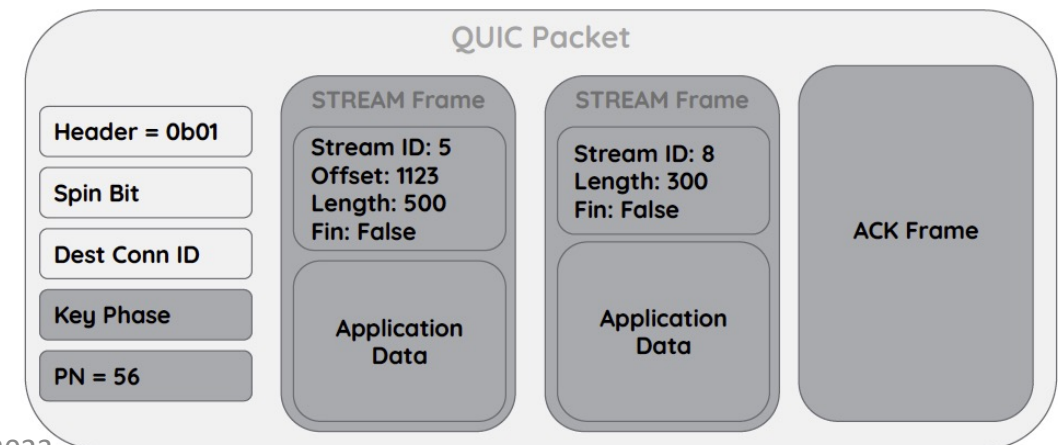 QUIC Packet
Header = 0b01
Spin Bit
Dest Conn ID
Key Phase
PN = 56
STREAM Frame
Stream ID: 5
Offset: 1123
Length: 500
Fin: False
Application
Data
STREAM Frame
Stream ID: 8
Length: 300
Fin: False
Application
Data
ACK Frame